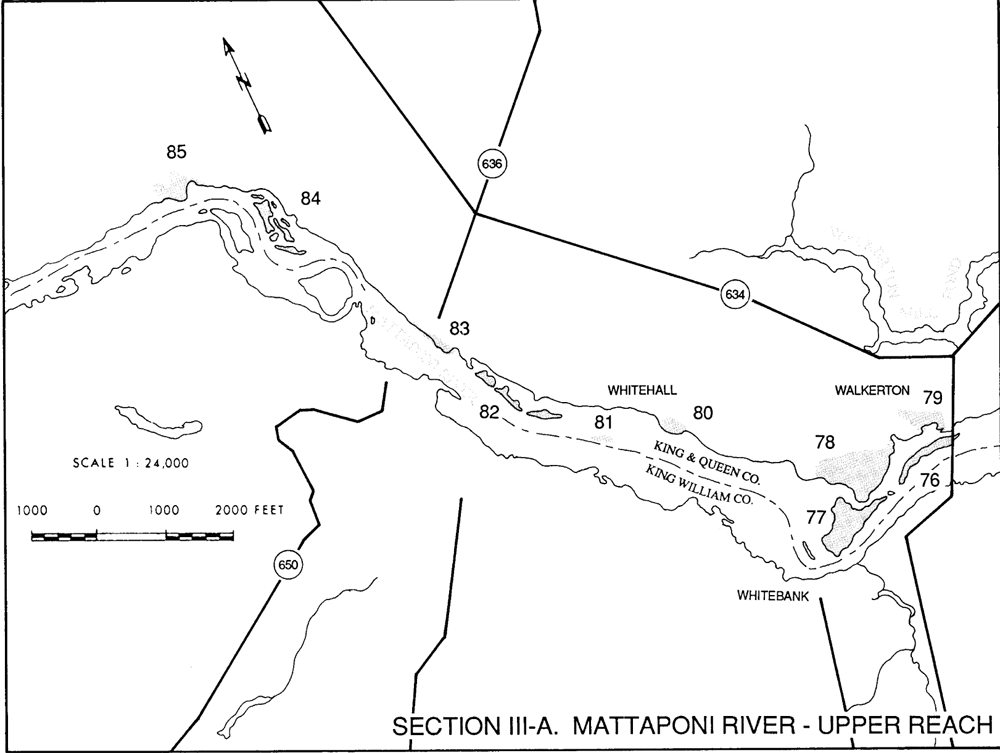 N
85
84
636
634
83
WHITEHALL
WALKERTON
79
82
81
80
78
KING & QUEEN CO.
KING WILLIAM CO.
76
77
SCALE 1 : 24,000
1000 0 1000 2000 FEET
650
WHITEBANK
SECTION III-A. MATTAPONI RIVER - UPPER REACH